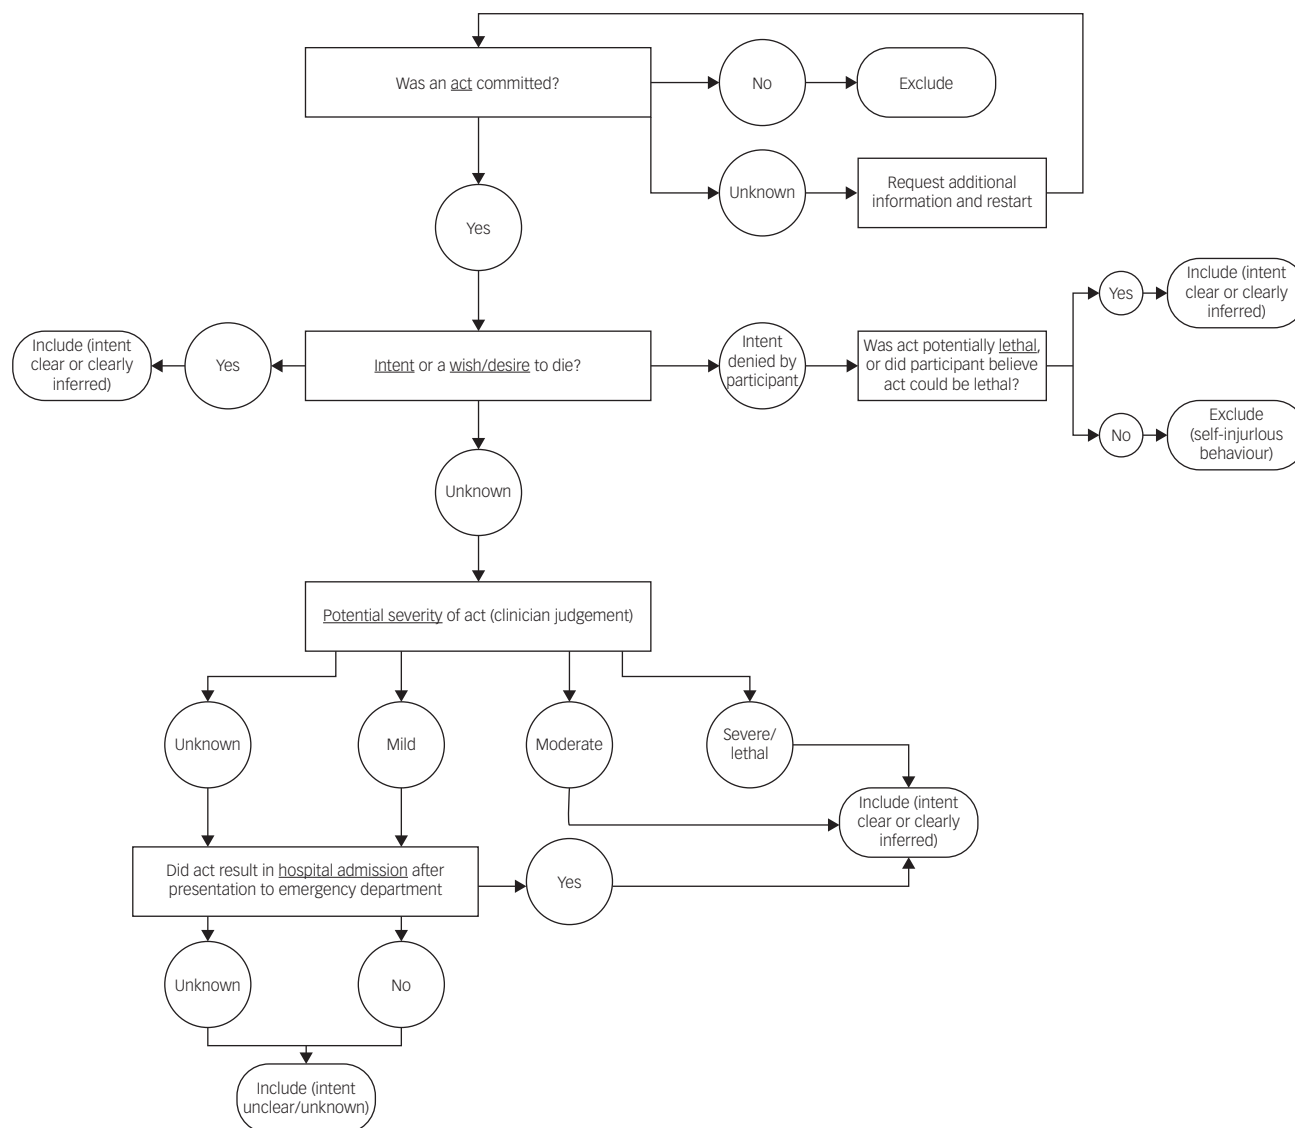 Was an act committed?
No
Exclude
Unknown
Request additional
information and restart
Yes
Include (intent
clear or clearly
inferred)
Yes
Intent or a wish/desire to die?
Intent
denied by
participant
Was act potentially lethal,
or did participant believe
act could be lethal?
Yes
Include (intent
clear or clearly
inferred)
No
Exclude
(self-injurlous
behaviour)
Unknown
Potential severity of act (clinician judgement)
Unknown
Mild
Moderate
Severe/
lethal
Include (intent
clear or clearly
inferred)
Did act result in hospital admission after
presentation to emergency department
Yes
Unknown
No
Include (intent
unclear/unknown)